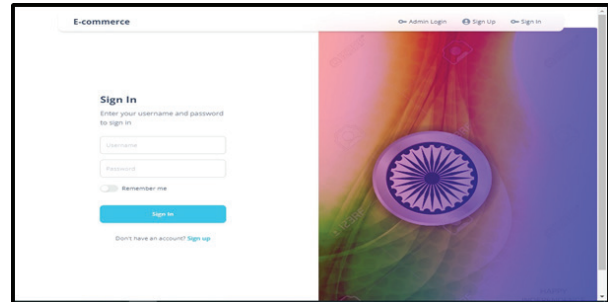 E-commerce
Admin Login
Sign Up
Sign In
Sign In
Enter your username and password
to sign in
Username
Password
Remember me
Sign In
Don't have an account? Sign up